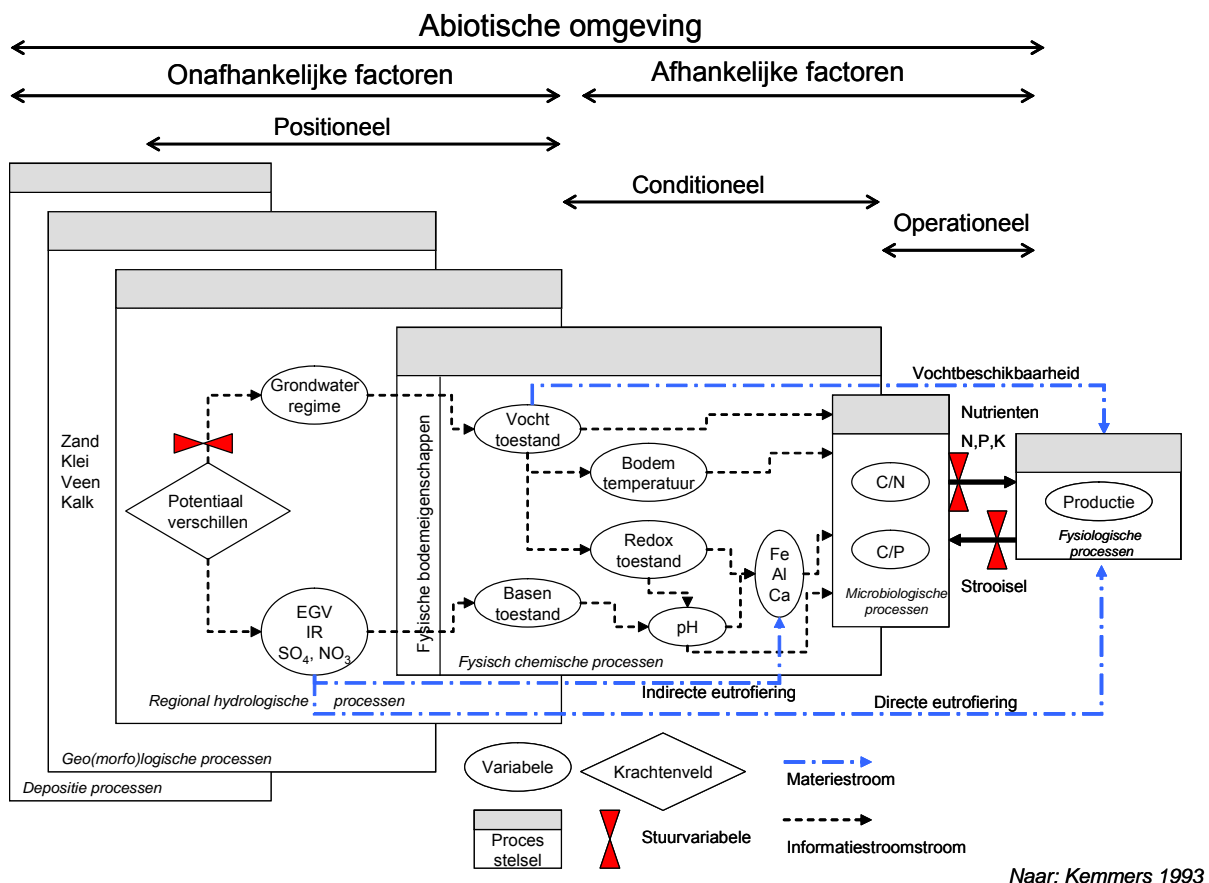 Abiotische omgeving
Onafhankelijke factoren
Afhankelijke factoren
Positioneel
Conditioneel
Operationeel
Zand
Klei
Veen
Kalk
Potentiaal
verschillen
Grondwater
regime
EGV
IR
SO4, NO3
Regional hydrologische processen
Geo(morfo)logische processen
Depositie processen
Fysische bodemeigenschappen
Vocht
toestand
Bodem
temperatuur
Redox
toestand
Basen
toestand
pH
Fe
Al
Ca
Fysisch chemische processen
C/N
C/P
Microbiologische
processen
Vochtbeschikbaarheid
Nutrienten
N,P,K
Strooisel
Productie
Fysiologische
processen
Indirecte eutrofiering
Directe eutrofiering
Variabele
Krachtenveld
Materiestroom
Proces
stelsel
Stuurvariabele
Informatiestroomstroom
Naar: Kemmers 1993